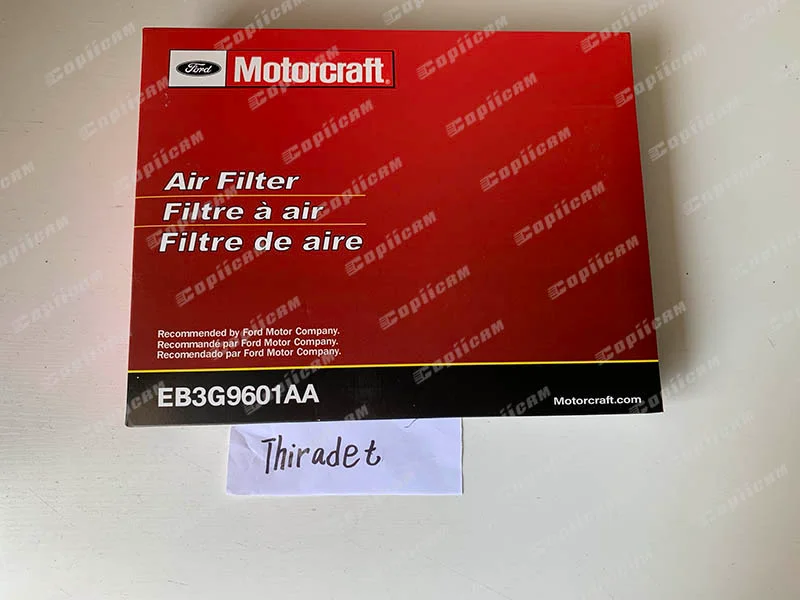 Ford Motorcraft®
Air Filter
Filtre à air
Filtre de aire
Recommended by Ford Motor Company.
Recommandé par Ford Motor Company.
Recomendado par Ford Motor Company.
EB3G9601AA
Motorcraft.com
Thiradet
Copiicam